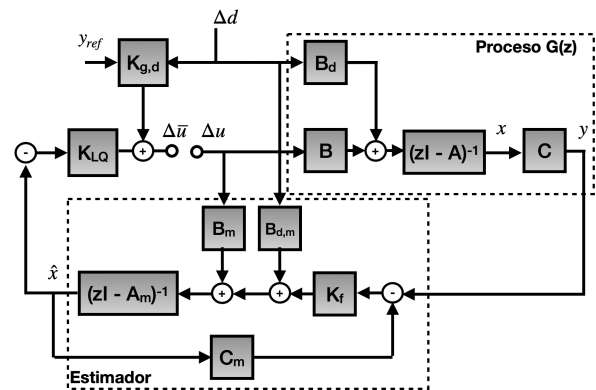 Δd
y_ref
Proceso G(z)
K_g,d
B_d
Δū Δu
x
y
-
K_LQ
+
B
+
(zI - A)⁻¹
C
B_m
B_d,m
x̂
(zI - A_m)⁻¹
+
+
K_f
-
C_m
Estimador